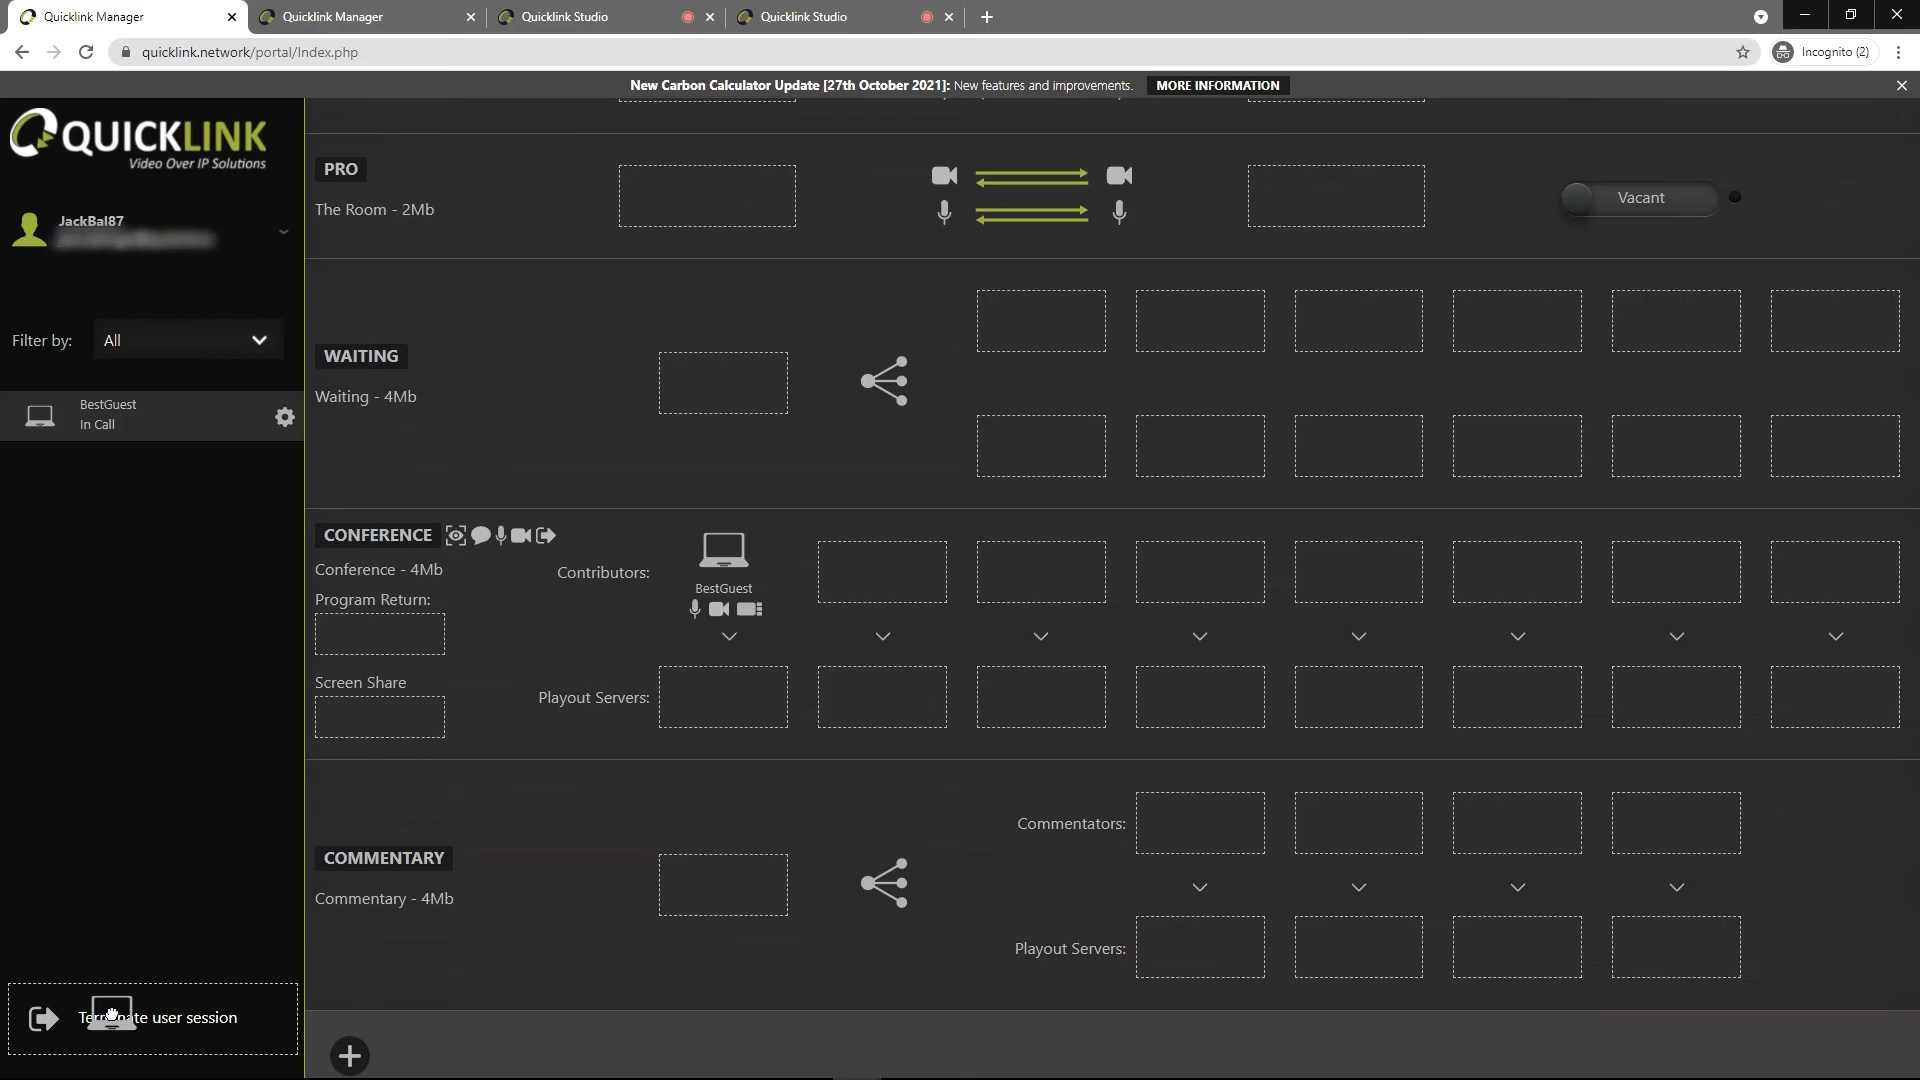 Quicklink Manager
Quicklink Manager
Quicklink Studio
Quicklink Studio
quicklink.network/portal/Index.php
Incognito (2)
New Carbon Calculator Update [27th October 2021]: New features and improvements.
MORE INFORMATION
QUICKLINK
Video Over IP Solutions
JackBal87
Filter by:
All
BestGuest
In Call
PRO
The Room - 2Mb
Vacant
WAITING
Waiting - 4Mb
CONFERENCE
Conference - 4Mb
Contributors:
BestGuest
Program Return:
Screen Share
Playout Servers:
COMMENTARY
Commentary - 4Mb
Commentators:
Playout Servers:
Terminate user session